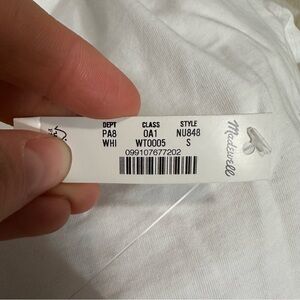 DEPT CLASS STYLE
PA8 0A1 NU848
WHI WT0005 S
099107677202
Madewell